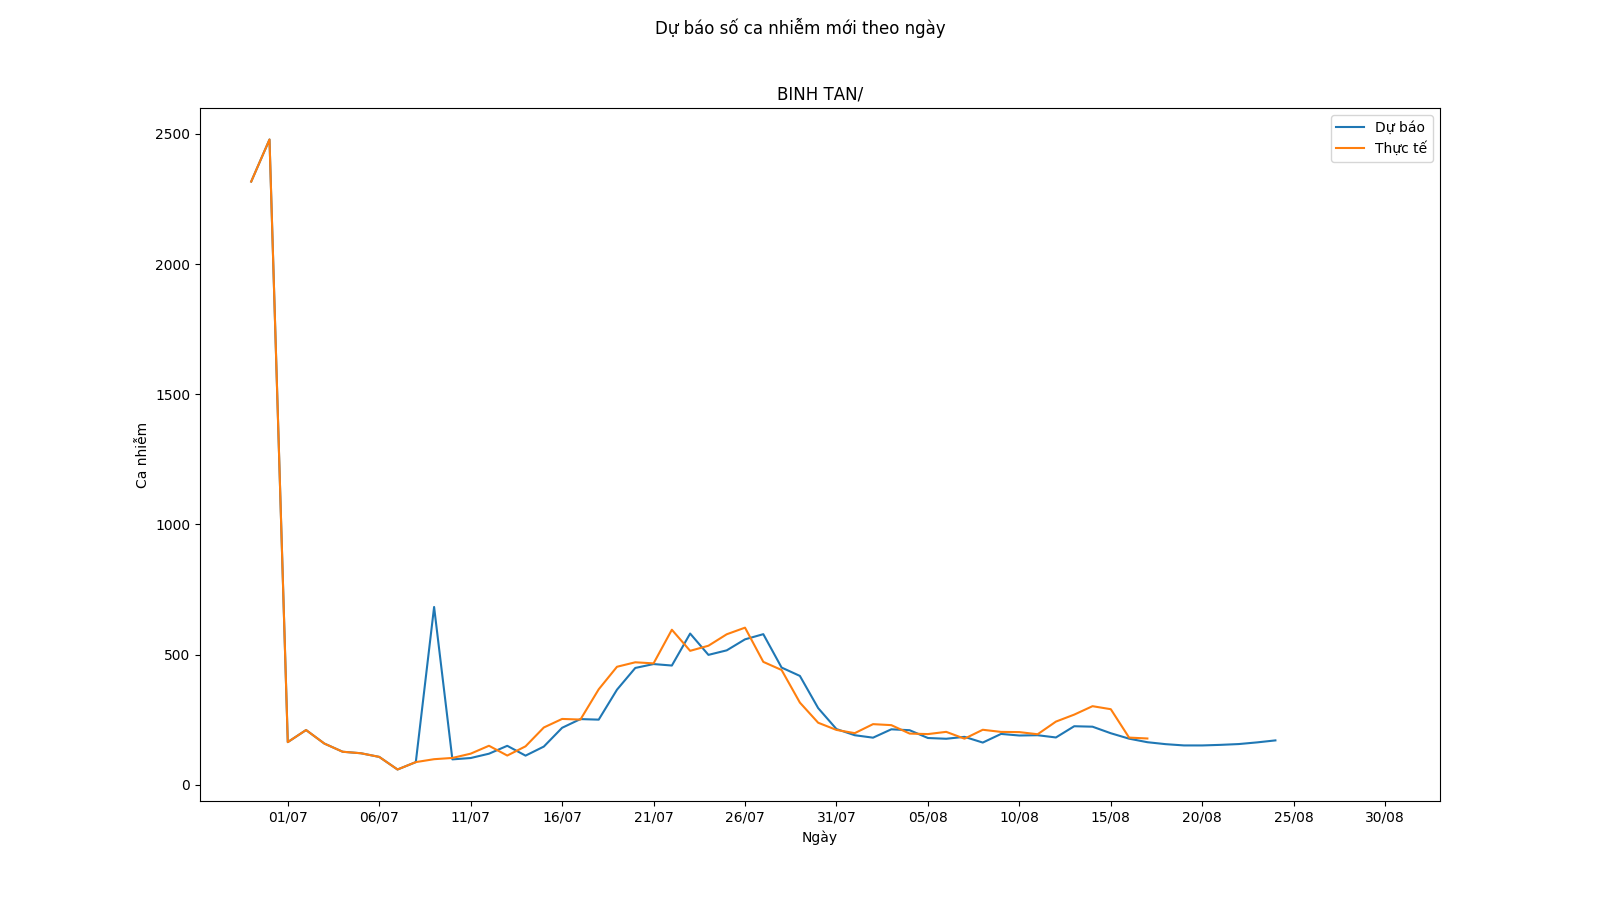 Dự báo số ca nhiễm mới theo ngày
BINH TAN/
Dự báo
Thực tế
2500
2000
1500
1000
500
0
Ca nhiễm
01/07 06/07 11/07 16/07 21/07 26/07 31/07 05/08 10/08 15/08 20/08 25/08 30/08
Ngày